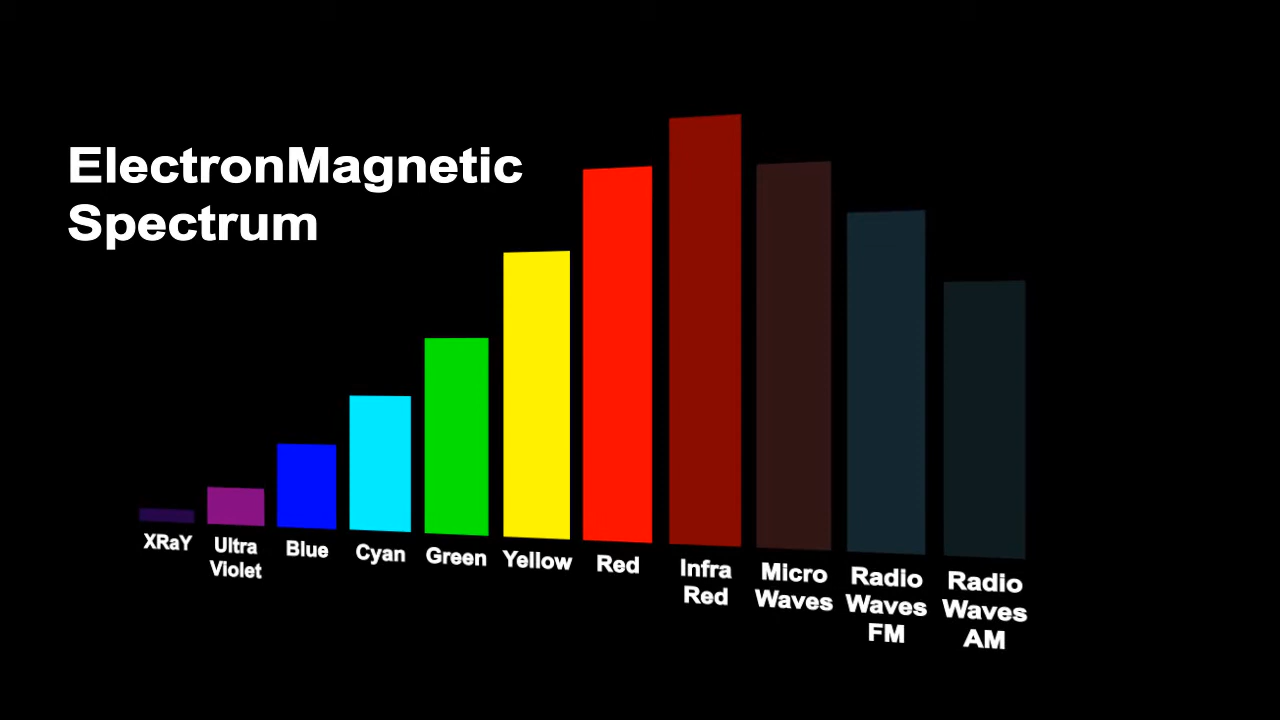 ElectronMagnetic
Spectrum
XRaY
Ultra
Violet
Blue
Cyan
Green
Yellow
Red
Infra
Red
Micro
Waves
Radio
Waves
FM
Radio
Waves
AM